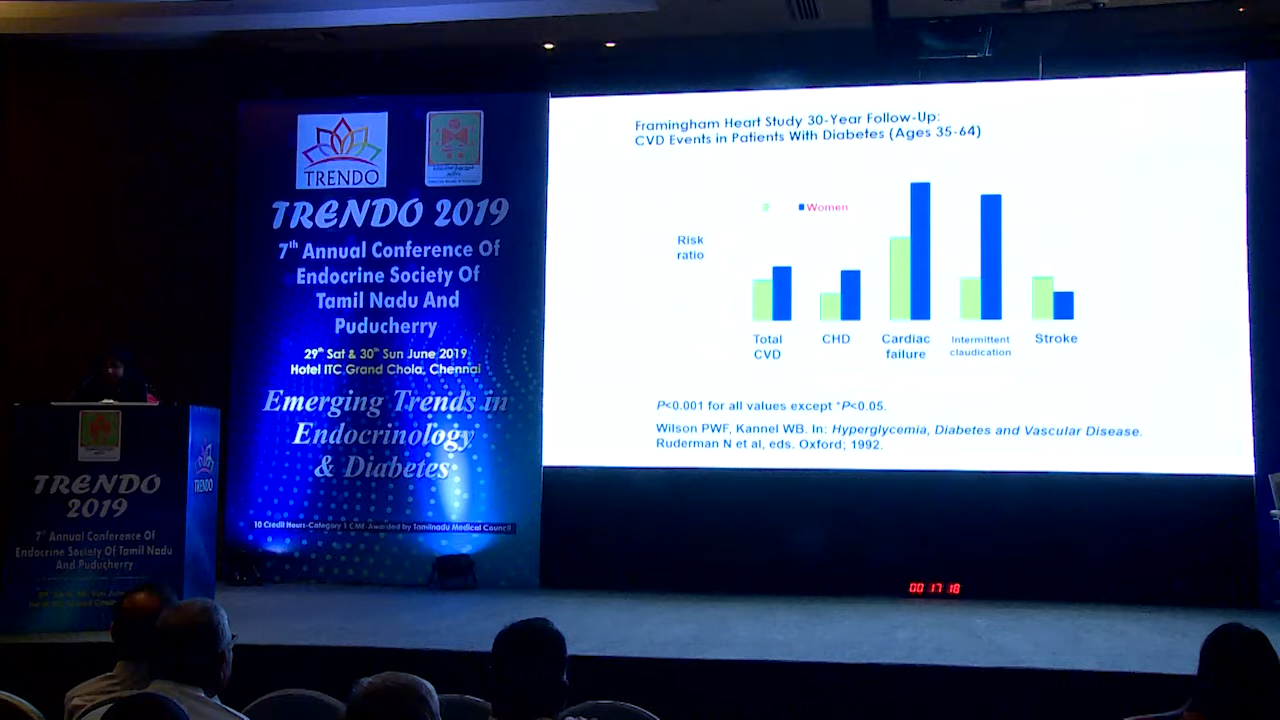 TRENDO
TRENDO 2019
7th Annual Conference Of
Endocrine Society Of
Tamil Nadu And
Puducherry
29th Sat & 30th Sun June 2019
Hotel ITC Grand Chola, Chennai
Emerging Trends in
Endocrinology
& Diabetes
10 Credit Hours-Category 1 CME-Awarded by Tamilnadu Medical Council
Framingham Heart Study 30-Year Follow-Up:
CVD Events in Patients With Diabetes (Ages 35-64)
Women
Risk
ratio
Total
CVD
CHD
Cardiac
failure
Intermittent
claudication
Stroke
P<0.001 for all values except *P<0.05.
Wilson PWF, Kannel WB. In: Hyperglycemia, Diabetes and Vascular Disease.
Ruderman N et al, eds. Oxford; 1992.
TRENDO
2019
7th Annual Conference Of
Endocrine Society Of Tamil Nadu
And Puducherry
TRENDO
00 17 18